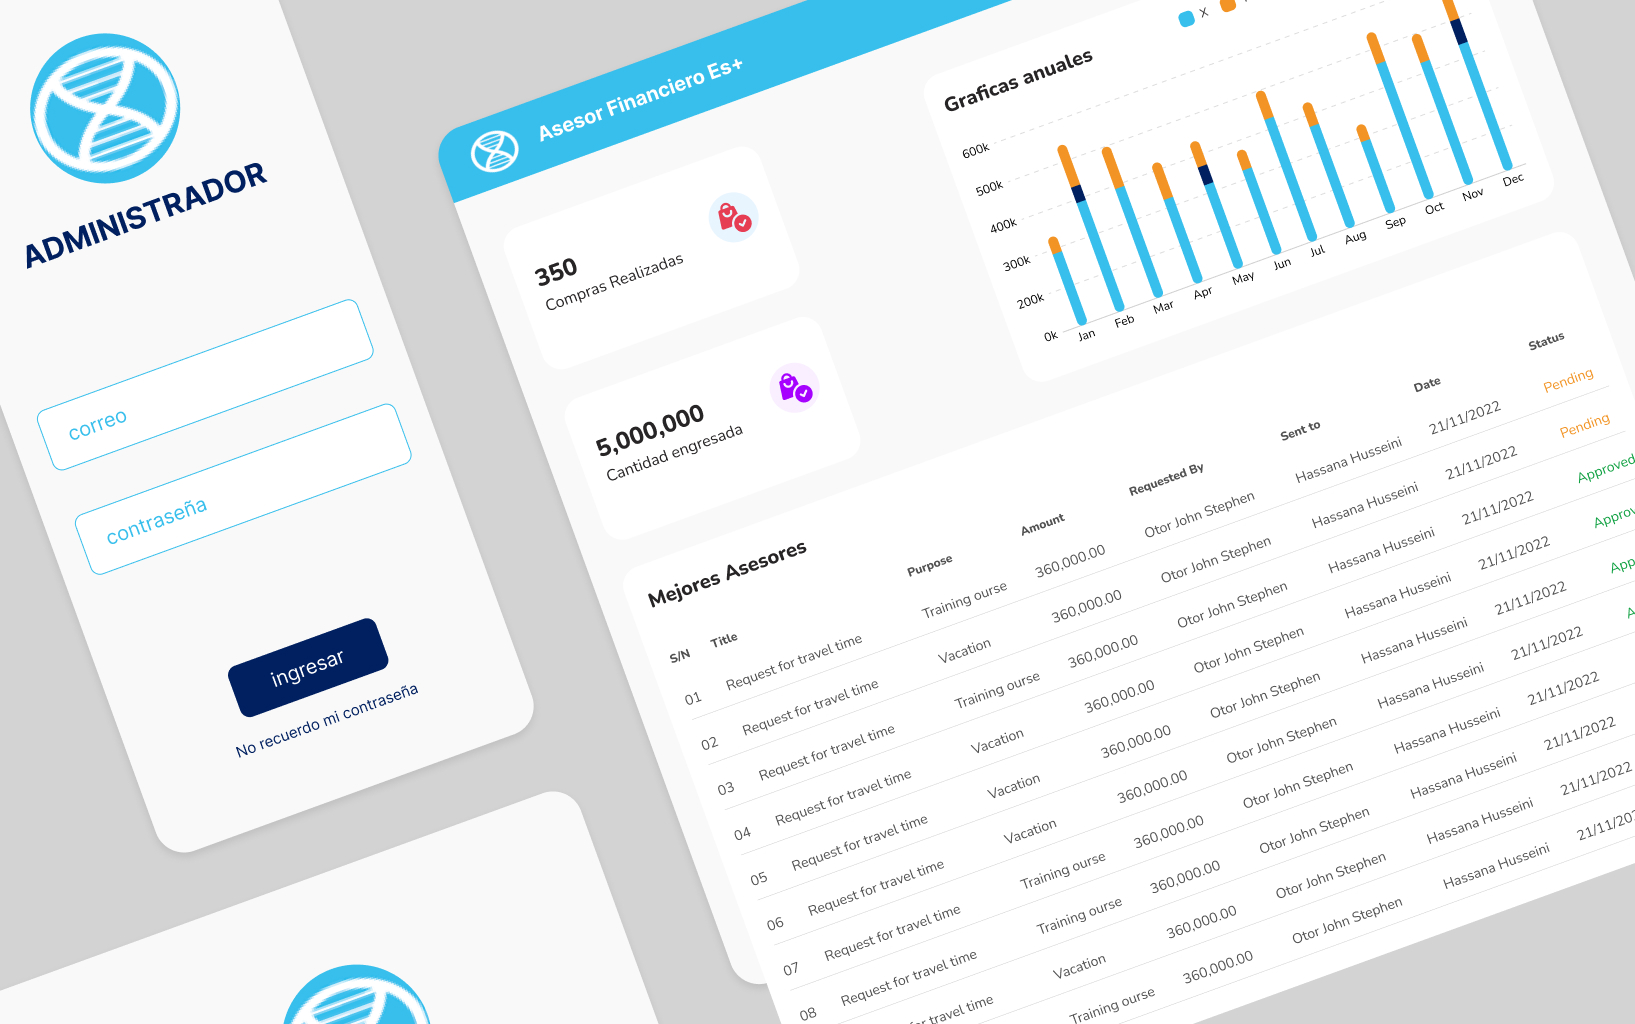 ADMINISTRADOR
correo
contraseña
ingresar
No recuerdo mi contraseña
Asesor Financiero Es+
350
Compras Realizadas
5,000,000
Cantidad engresada
Graficas anuales
X
600k
500k
400k
300k
200k
0k
Jan Feb Mar Apr May Jun Jul Aug Sep Oct Nov Dec
Mejores Asesores
S/N Title Purpose Amount Requested By Sent to Date Status
01 Request for travel time Training ourse 360,000.00 Otor John Stephen Hassana Husseini 21/11/2022 Pending
02 Request for travel time Vacation 360,000.00 Otor John Stephen Hassana Husseini 21/11/2022 Pending
03 Request for travel time Training ourse 360,000.00 Otor John Stephen Hassana Husseini 21/11/2022 Approved
04 Request for travel time Vacation 360,000.00 Otor John Stephen Hassana Husseini 21/11/2022 Approv
05 Request for travel time Vacation 360,000.00 Otor John Stephen Hassana Husseini 21/11/2022 App
06 Request for travel time Vacation 360,000.00 Otor John Stephen Hassana Husseini 21/11/2022
07 Request for travel time Training ourse 360,000.00 Otor John Stephen Hassana Husseini 21/11/2022
08 Request for travel time Training ourse 360,000.00 Otor John Stephen Hassana Husseini 21/11/2022
travel time Vacation 360,000.00 Otor John Stephen Hassana Husseini 21/11/2022
Training ourse 360,000.00 Otor John Stephen Hassana Husseini 21/11/202